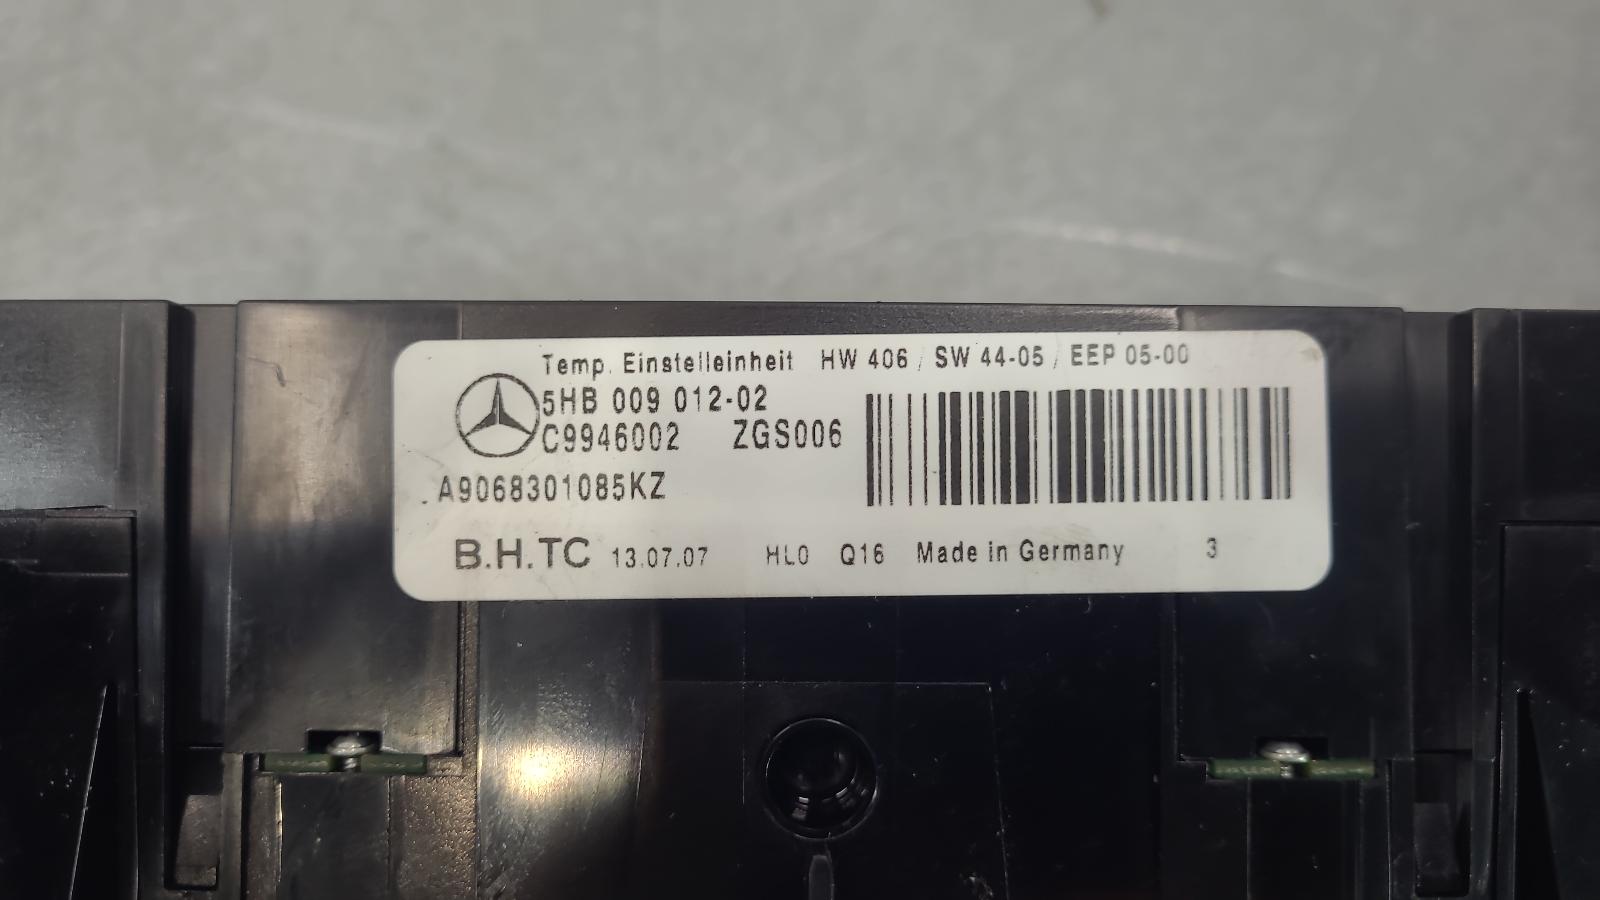 Temp. Einstelleinheit HW 406 / SW 44-05 / EEP 05-00
5HB 009 012-02
C9946002 ZGS006
A9068301085KZ
B.H.TC 13.07.07 HL0 Q16 Made in Germany 3